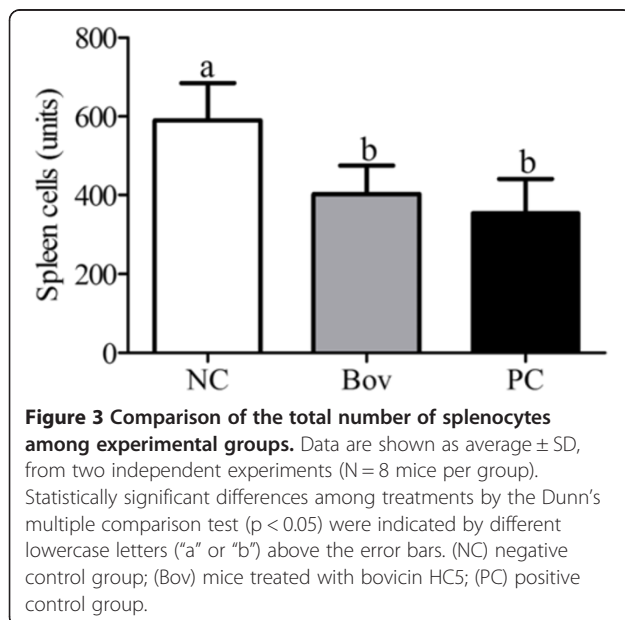 800
600
400
200
0
Spleen cells (units)
a
b
b
NC Bov PC
Figure 3 Comparison of the total number of splenocytes
among experimental groups. Data are shown as average ± SD,
from two independent experiments (N = 8 mice per group).
Statistically significant differences among treatments by the Dunn's
multiple comparison test (p < 0.05) were indicated by different
lowercase letters ("a" or "b") above the error bars. (NC) negative
control group; (Bov) mice treated with bovicin HC5; (PC) positive
control group.